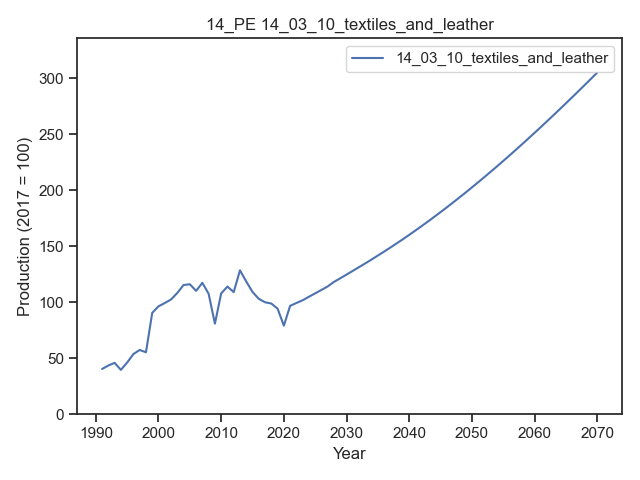 14_PE 14_03_10_textiles_and_leather
14_03_10_textiles_and_leather
Production (2017 = 100)
300
250
200
150
100
50
0
1990 2000 2010 2020 2030 2040 2050 2060 2070
Year